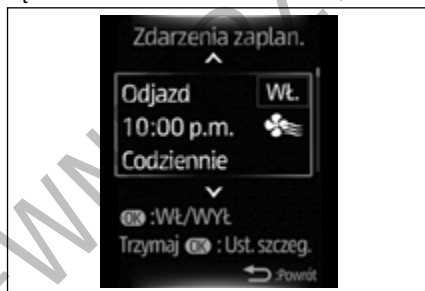 Zdarzenia zaplan.
Odjazd WŁ.
10:00 p.m.
Codziennie
OK :WŁ/WYŁ
Trzymaj OK : Ust. szczeg.
:Powrót